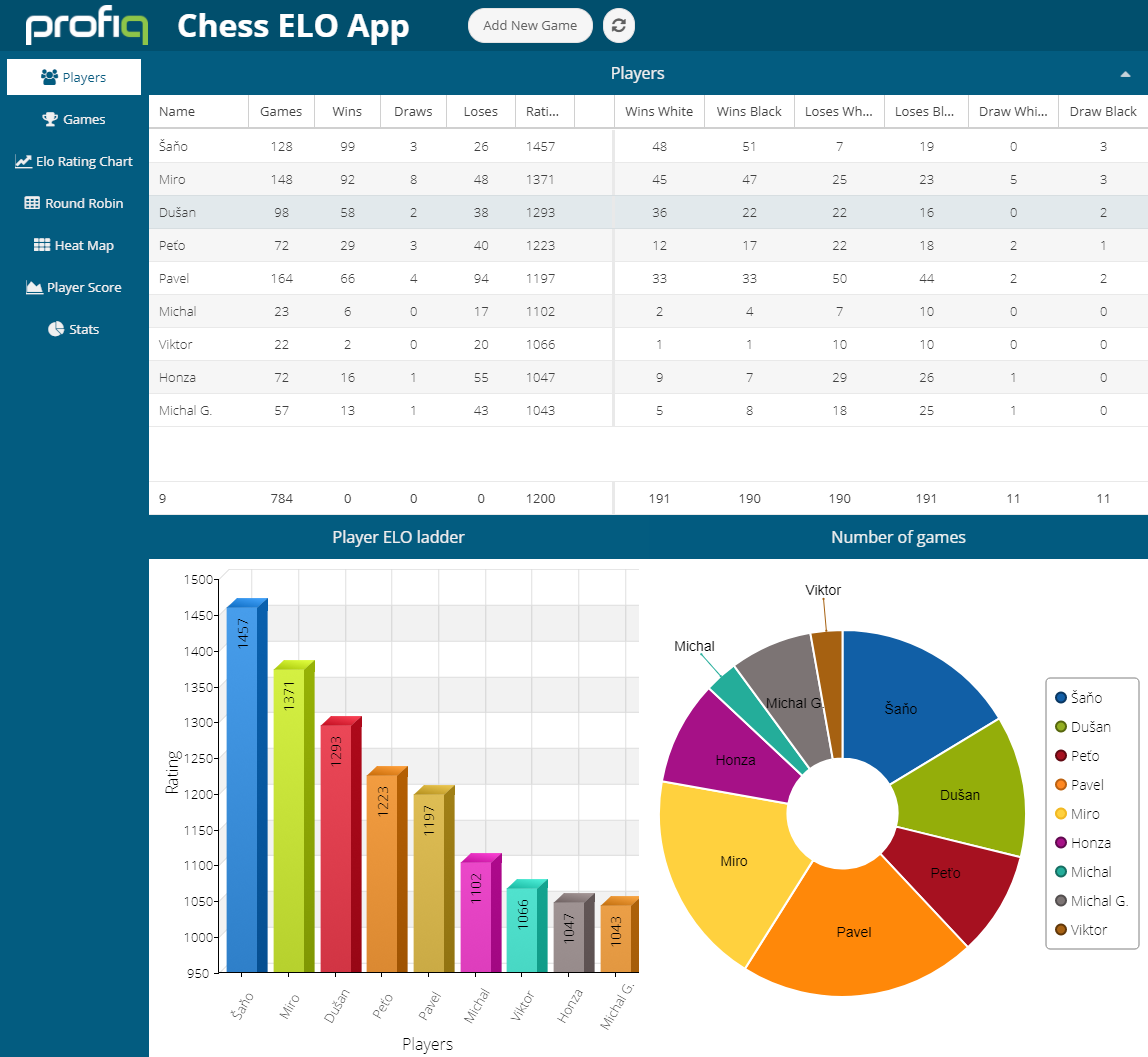 profiq Chess ELO App Add New Game
Players
Games
Elo Rating Chart
Round Robin
Heat Map
Player Score
Stats
Players
Name Games Wins Draws Loses Rati... Wins White Wins Black Loses Wh... Loses Bl... Draw Whi... Draw Black
Šaňo 128 99 3 26 1457 48 51 7 19 0 3
Miro 148 92 8 48 1371 45 47 25 23 5 3
Dušan 98 58 2 38 1293 36 22 22 16 0 2
Peťo 72 29 3 40 1223 12 17 22 18 2 1
Pavel 164 66 4 94 1197 33 33 50 44 2 2
Michal 23 6 0 17 1102 2 4 7 10 0 0
Viktor 22 2 0 20 1066 1 1 10 10 0 0
Honza 72 16 1 55 1047 9 7 29 26 1 0
Michal G. 57 13 1 43 1043 5 8 18 25 1 0
9 784 0 0 0 1200 191 190 190 191 11 11
Player ELO ladder
1500
1450
1400
1350
1300
1250
1200
1150
1100
1050
1000
950
Rating
1457
1371
1293
1223
1197
1102
1066
1047
1043
Šaňo
Miro
Dušan
Peťo
Pavel
Michal
Viktor
Honza
Michal G.
Players
Number of games
Viktor
Michal
Michal G.
Šaňo
Honza
Dušan
Miro
Peťo
Pavel
Šaňo
Dušan
Peťo
Pavel
Miro
Honza
Michal
Michal G.
Viktor